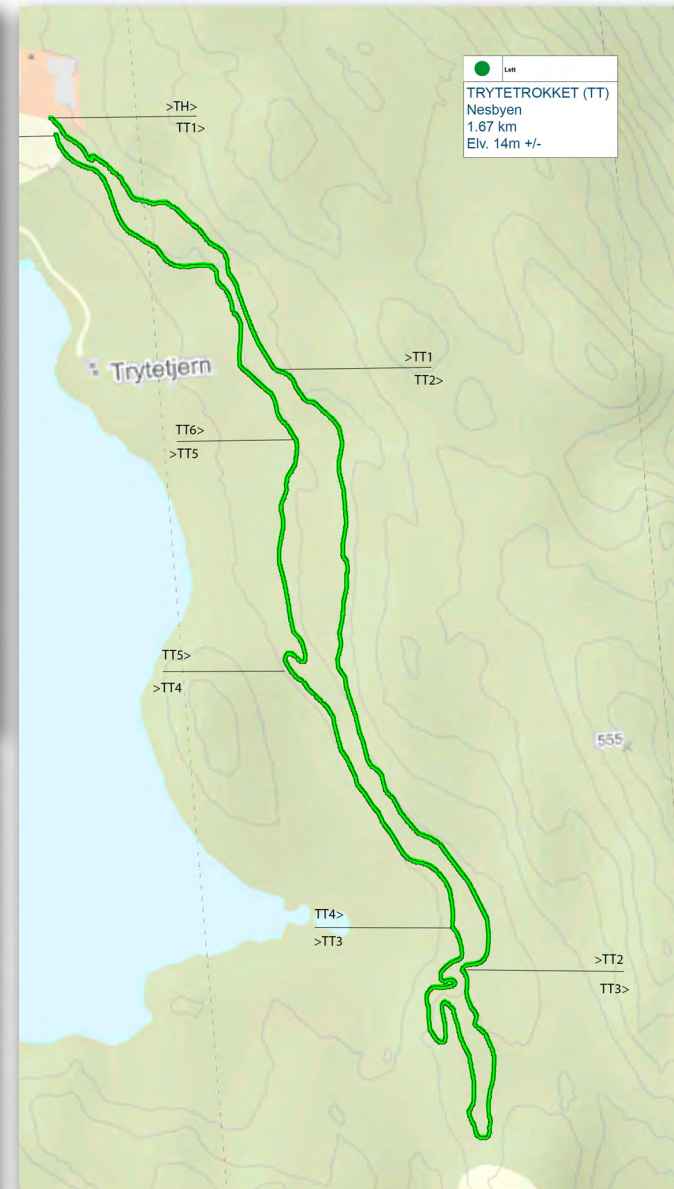 Lett
TRYTETROKKET (TT)
Nesbyen
1.67 km
Elv. 14m +/-
>TH>
TT1>
>TT1
TT2>
Trytetjern
TT6>
>TT5
TT5>
>TT4
555
TT4>
>TT3
>TT2
TT3>